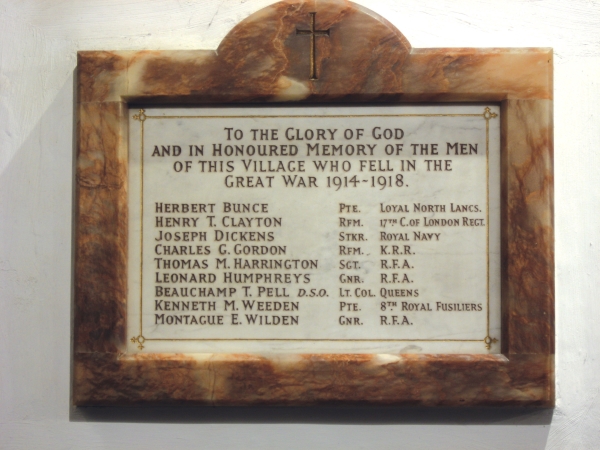 TO THE GLORY OF GOD
AND IN HONOURED MEMORY OF THE MEN
OF THIS VILLAGE WHO FELL IN THE
GREAT WAR 1914-1918.
HERBERT BUNCE PTE. LOYAL NORTH LANCS.
HENRY T. CLAYTON RFM. 17TH C. OF LONDON REGT.
JOSEPH DICKENS STKR. ROYAL NAVY
CHARLES G. GORDON RFM. K.R.R.
THOMAS M. HARRINGTON SGT. R.F.A.
LEONARD HUMPHREYS GNR. R.F.A.
BEAUCHAMP T. PELL D.S.O. LT. COL. QUEENS
KENNETH M. WEEDEN PTE. 8TH ROYAL FUSILIERS
MONTAGUE E. WILDEN GNR. R.F.A.